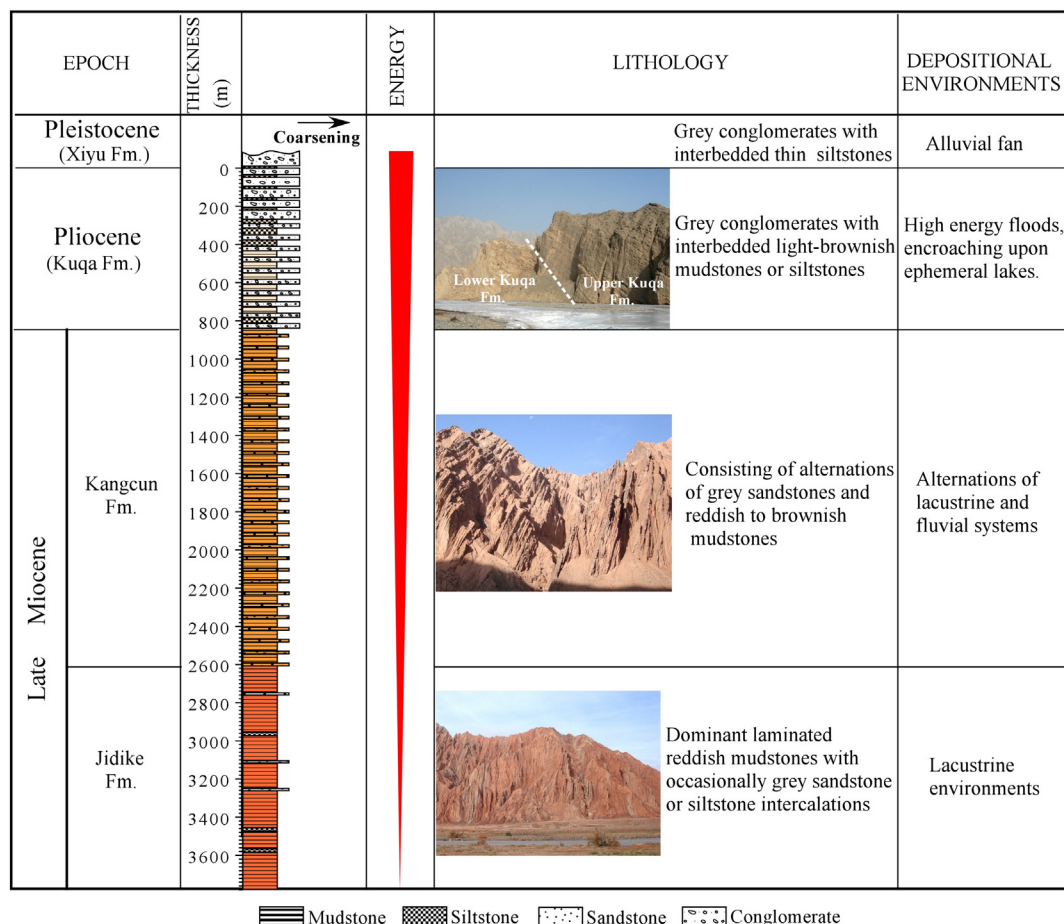 EPOCH
THICKNESS
(m)
ENERGY
LITHOLOGY
DEPOSITIONAL
ENVIRONMENTS
Pleistocene
(Xiyu Fm.)
Coarsening
Grey conglomerates with
interbedded thin siltstones
Alluvial fan
Pliocene
(Kuqa Fm.)
0
200
400
600
800
Lower Kuqa
Fm.
Upper Kuqa
Fm.
Grey conglomerates with
interbedded light-brownish
mudstones or siltstones
High energy floods,
encroaching upon
ephemeral lakes.
Late Miocene
Kangcun
Fm.
1000
1200
1400
1600
1800
2000
2200
2400
2600
Consisting of alternations
of grey sandstones and
reddish to brownish
mudstones
Alternations of
lacustrine and
fluvial systems
Jidike
Fm.
2800
3000
3200
3400
3600
Dominant laminated
reddish mudstones with
occasionally grey sandstone
or siltstone intercalations
Lacustrine
environments
Mudstone Siltstone Sandstone Conglomerate